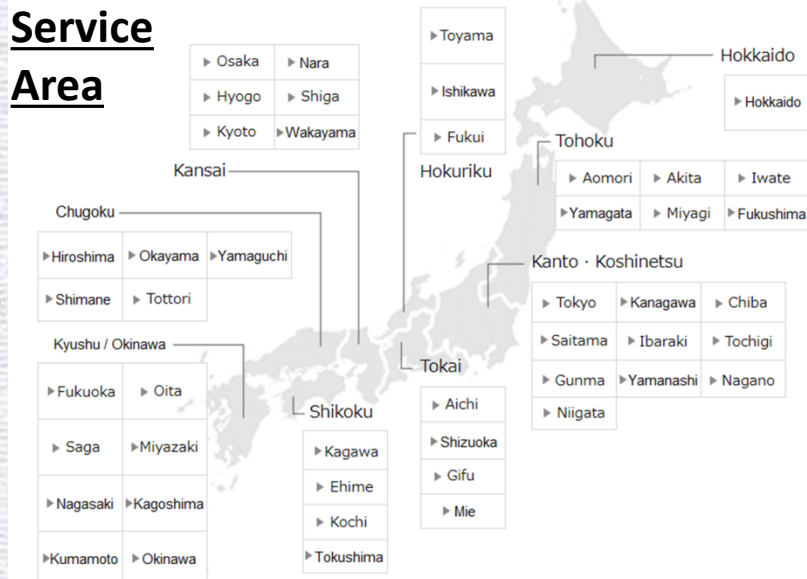 Service
Area
▶Osaka ▶Nara
▶Hyogo ▶Shiga
▶Kyoto ▶Wakayama
Kansai
▶Toyama
▶Ishikawa
▶Fukui
Hokuriku
Hokkaido
▶Hokkaido
Tohoku
▶Aomori ▶Akita ▶Iwate
▶Yamagata ▶Miyagi ▶Fukushima
Chugoku
▶Hiroshima ▶Okayama ▶Yamaguchi
▶Shimane ▶Tottori
Kanto・Koshinetsu
▶Tokyo ▶Kanagawa ▶Chiba
▶Saitama ▶Ibaraki ▶Tochigi
▶Gunma ▶Yamanashi ▶Nagano
▶Niigata
Kyushu / Okinawa
▶Fukuoka ▶Oita
▶Saga ▶Miyazaki
▶Nagasaki ▶Kagoshima
▶Kumamoto ▶Okinawa
Shikoku
▶Kagawa
▶Ehime
▶Kochi
▶Tokushima
Tokai
▶Aichi
▶Shizuoka
▶Gifu
▶Mie